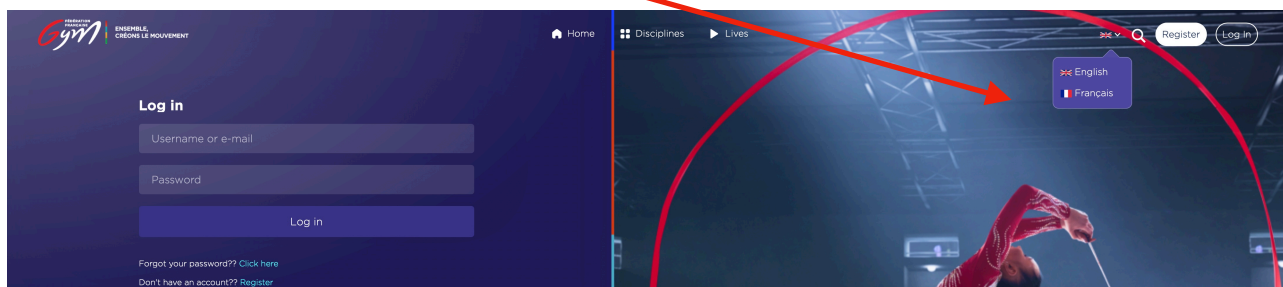 FÉDÉRATION
FRANÇAISE
Gym
ENSEMBLE,
CRÉONS LE MOUVEMENT
Home
Disciplines
Lives
Register
Log In
English
Français
Log in
Username or e-mail
Password
Log in
Forgot your password?? Click here
Don't have an account?? Register